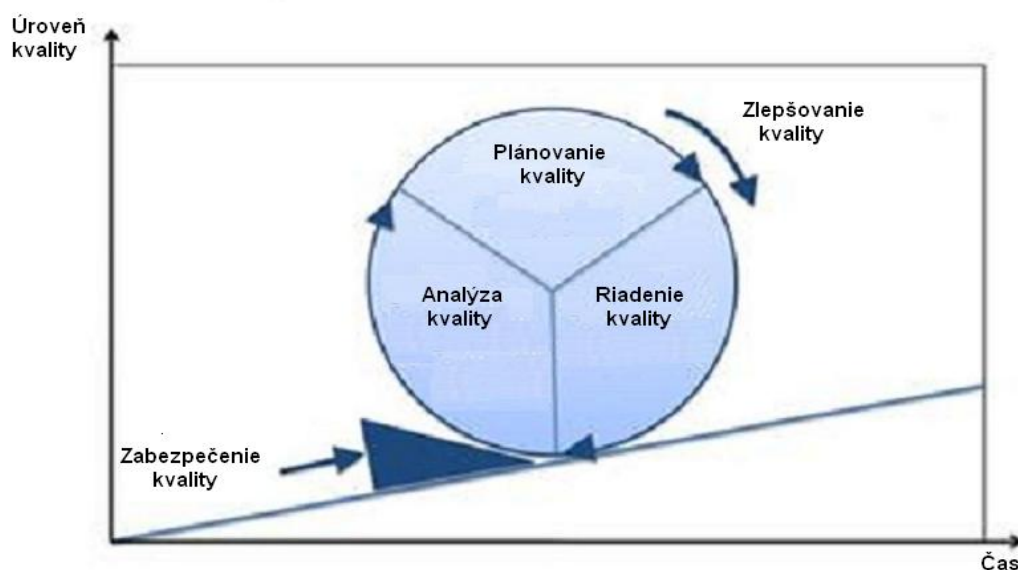 Úroveň
kvality
Zlepšovanie
kvality
Plánovanie
kvality
Analýza
kvality
Riadenie
kvality
Zabezpečenie
kvality
Čas